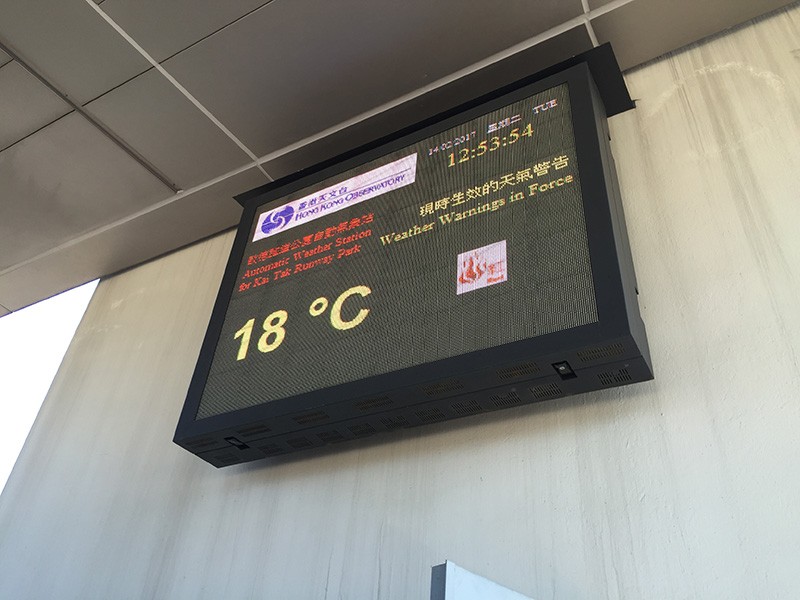 14-02-2017 星期二 TUE
12:53:54
香港天文台
HONG KONG OBSERVATORY
啟德跑道公園自動氣象站
Automatic Weather Station
for Kai Tak Runway Park
現時生效的天氣警告
Weather Warnings in Force
18 °C